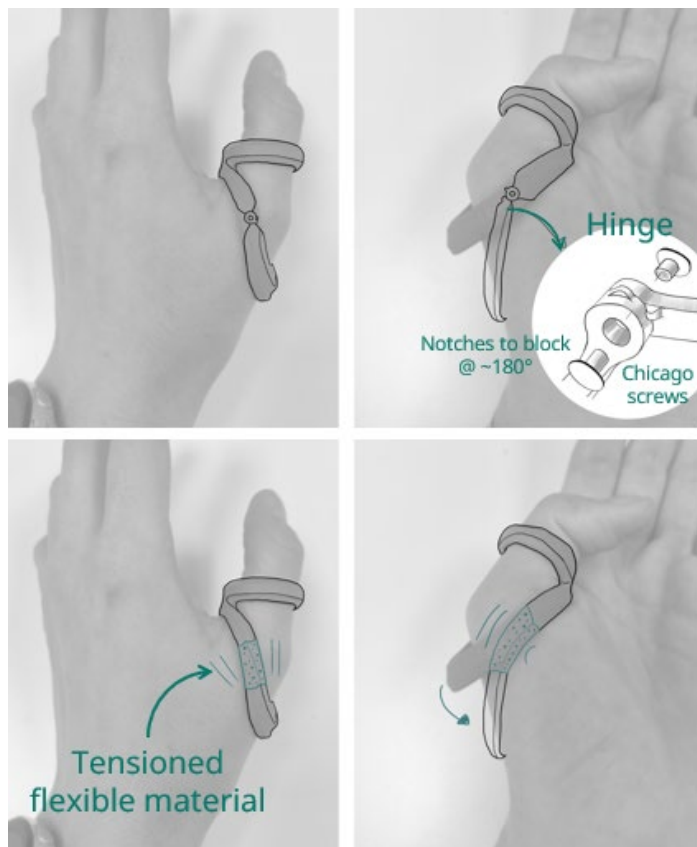 Hinge
Notches to block
@ ~180°
Chicago
screws
Tensioned
flexible material